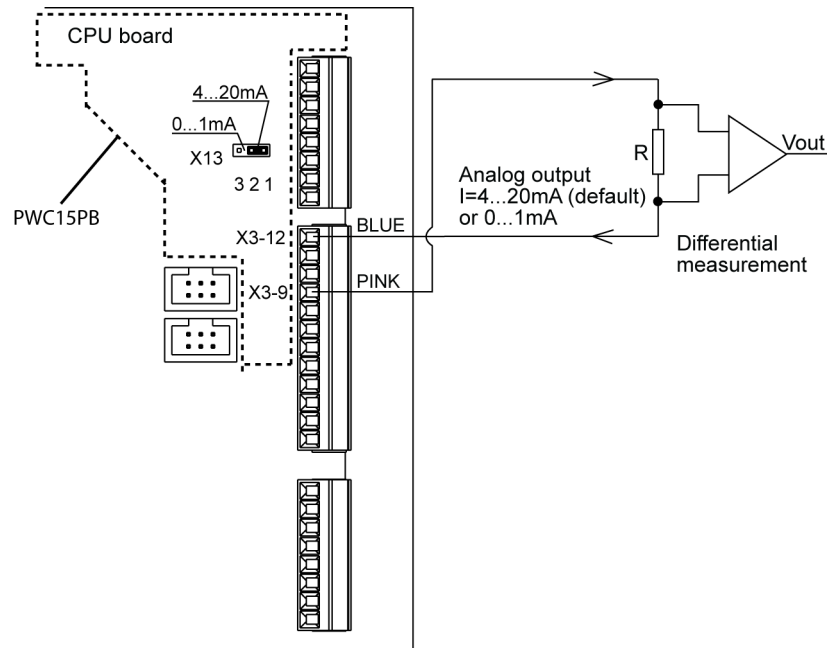 CPU board
4...20mA
0...1mA
X13
3 2 1
PWC15PB
X3-12
BLUE
X3-9
PINK
Analog output
I=4...20mA (default)
or 0...1mA
R
Vout
Differential
measurement